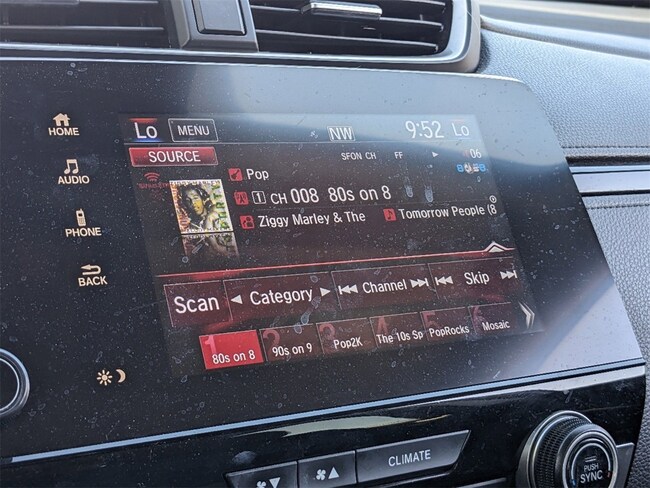 HOME
AUDIO
PHONE
BACK
Lo MENU NW 9:52 Lo
SOURCE SFON CH FF
Pop
1 CH 008 80s on 8
Ziggy Marley & The Tomorrow People (8
Scan Category Channel Skip
1 80s on 8 2 90s on 9 3 Pop2K 4 The 10s Sp 5 PopRocks 6 Mosaic
CLIMATE
PUSH
SYNC